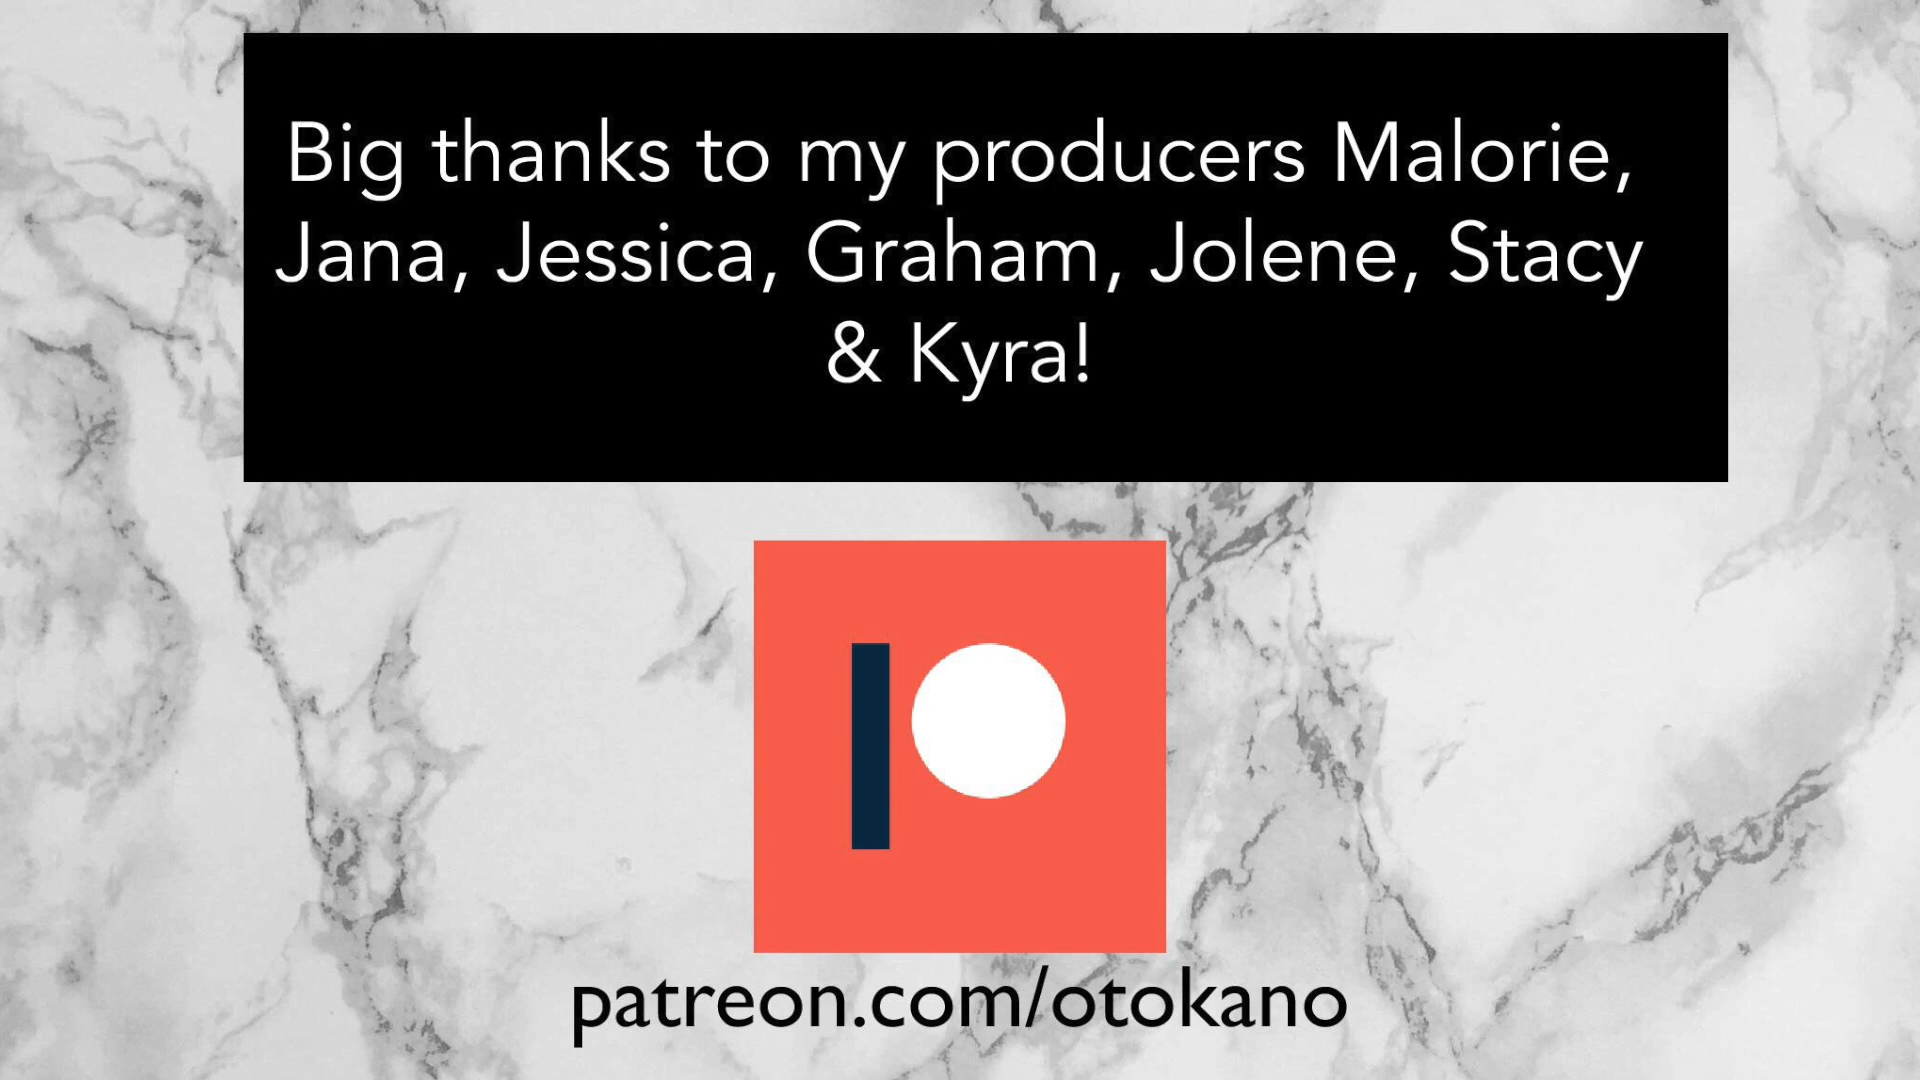 Big thanks to my producers Malorie,
Jana, Jessica, Graham, Jolene, Stacy
& Kyra!
patreon.com/otokano